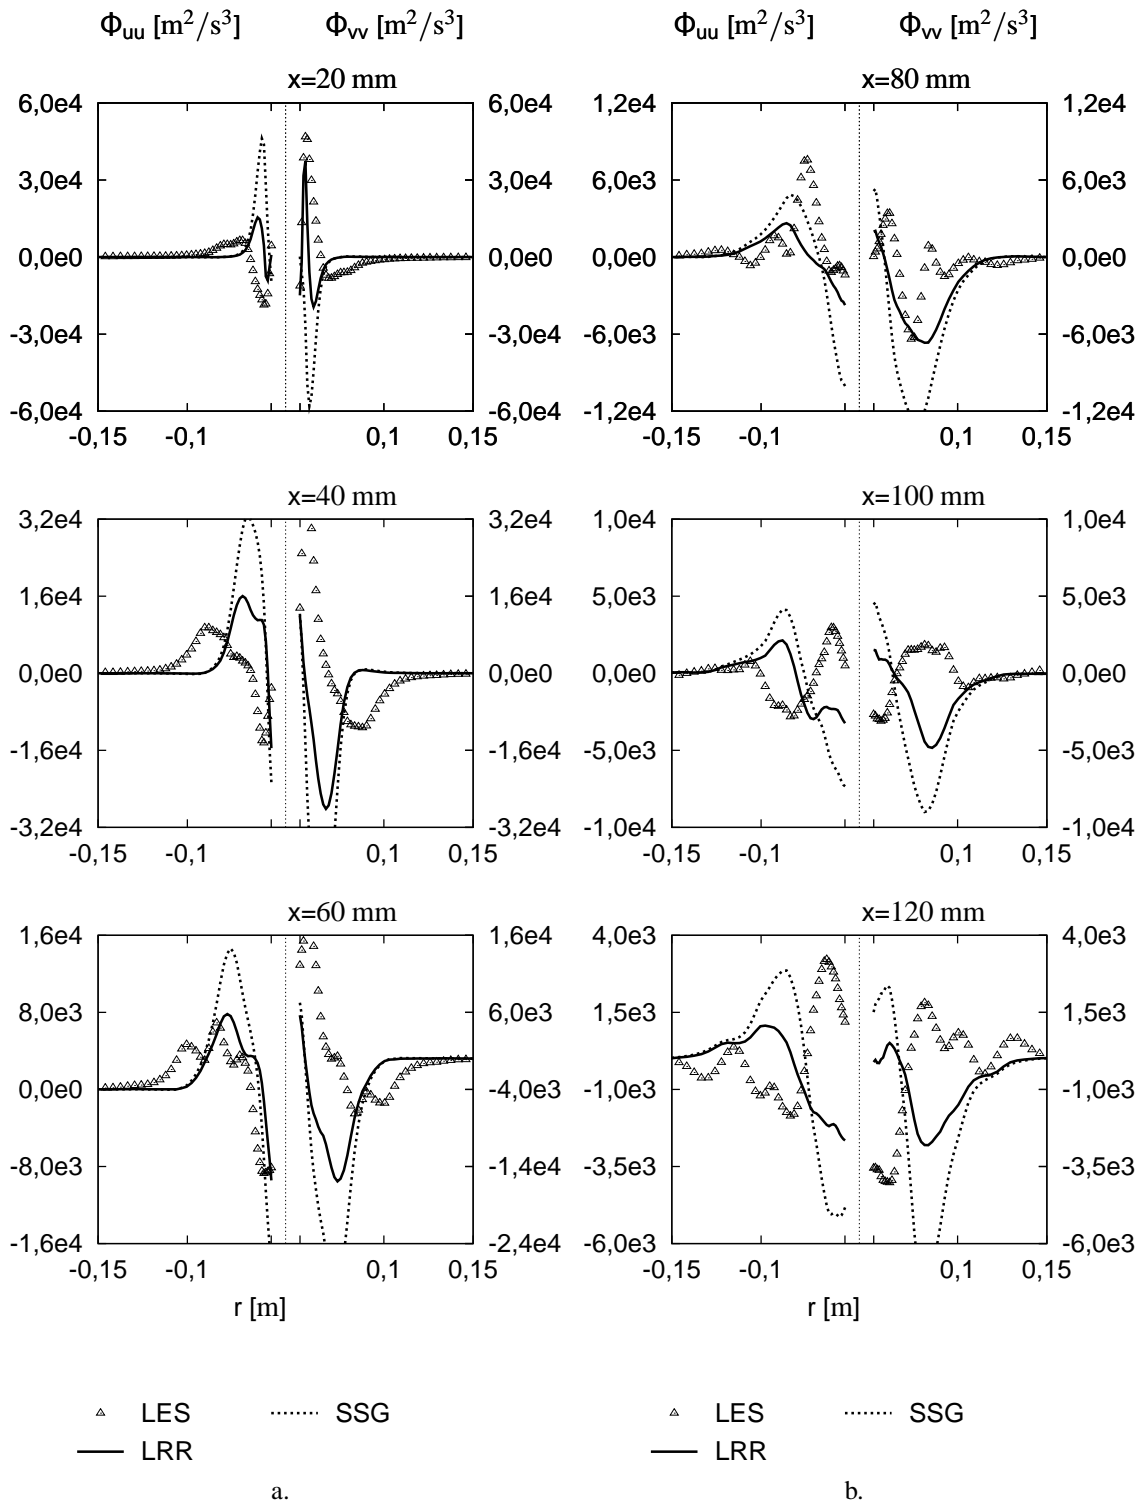 Φuu [m²/s³] Φvv [m²/s³] Φuu [m²/s³] Φvv [m²/s³]
x=20 mm x=80 mm
6,0e4 6,0e4 1,2e4 1,2e4
3,0e4 3,0e4 6,0e3 6,0e3
0,0e0 0,0e0 0,0e0 0,0e0
-3,0e4 -3,0e4 -6,0e3 -6,0e3
-6,0e4 -6,0e4 -1,2e4 -1,2e4
-0,15 -0,1 0,1 0,15 -0,15 -0,1 0,1 0,15
x=40 mm x=100 mm
3,2e4 3,2e4 1,0e4 1,0e4
1,6e4 1,6e4 5,0e3 5,0e3
0,0e0 0,0e0 0,0e0 0,0e0
-1,6e4 -1,6e4 -5,0e3 -5,0e3
-3,2e4 -3,2e4 -1,0e4 -1,0e4
-0,15 -0,1 0,1 0,15 -0,15 -0,1 0,1 0,15
x=60 mm x=120 mm
1,6e4 1,6e4 4,0e3 4,0e3
8,0e3 6,0e3 1,5e3 1,5e3
0,0e0 -4,0e3 -1,0e3 -1,0e3
-8,0e3 -1,4e4 -3,5e3 -3,5e3
-1,6e4 -2,4e4 -6,0e3 -6,0e3
-0,15 -0,1 0,1 0,15 -0,15 -0,1 0,1 0,15
r [m] r [m]
LES SSG LES SSG
LRR LRR
a. b.